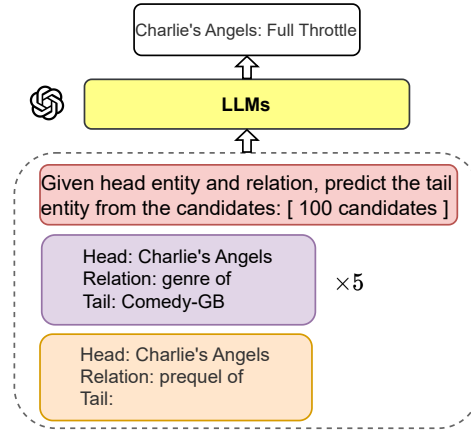 Charlie's Angels: Full Throttle
LLMs
Given head entity and relation, predict the tail
entity from the candidates: [ 100 candidates ]
Head: Charlie's Angels
Relation: genre of
Tail: Comedy-GB
×5
Head: Charlie's Angels
Relation: prequel of
Tail: